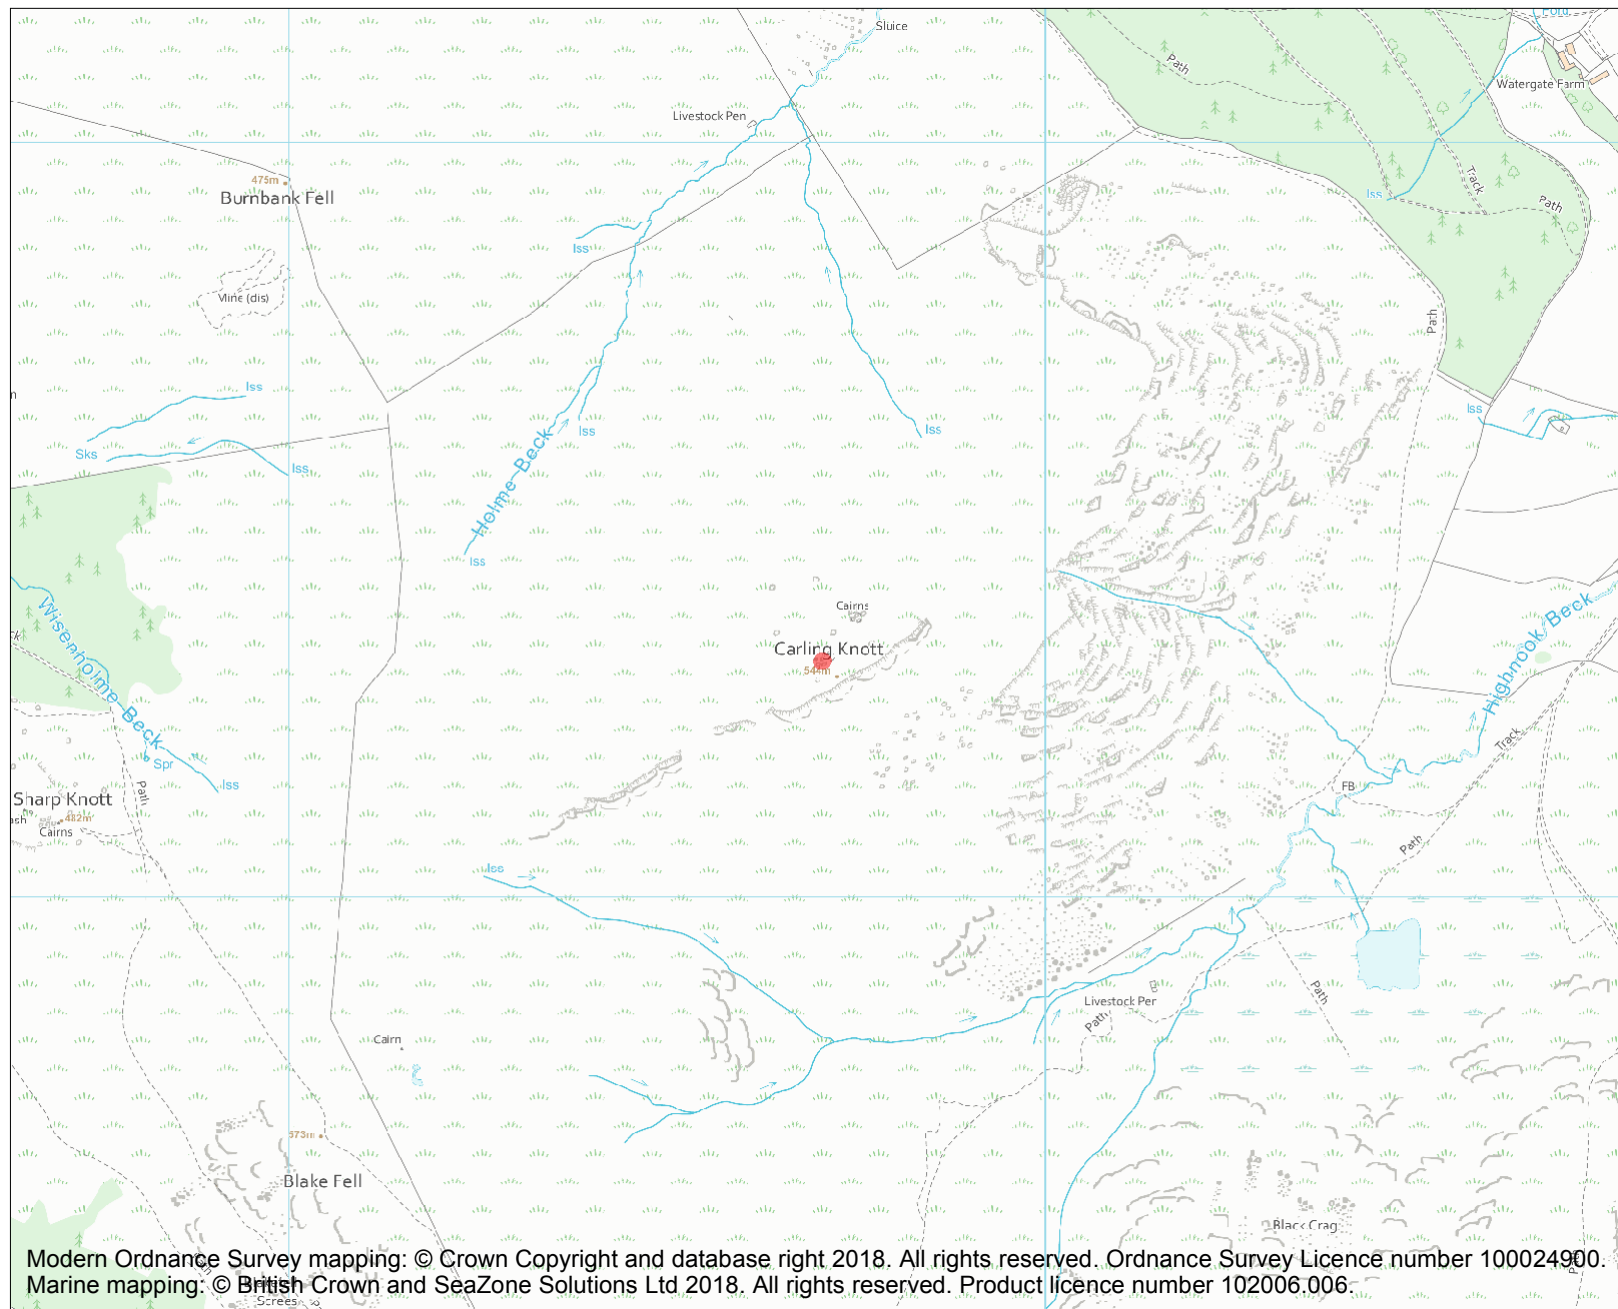 Ford
Sluice
Path
Watergate Farm
Livestock Pen
475m
Burnbank Fell
Iss
Track
Path
Iss
Mine (dis)
Path
Iss
Iss
Iss
Iss
Sks
Iss
Holme Beck
Iss
Cairns
Carling Knott
544m
Wisenholme Beck
Highnook Beck
Spr
Iss
Path
Track
FB
Sharp Knott
482m
Cairns
Path
Iss
Path
Livestock Pen
Path
Cairn
573m
Blake Fell
Black Crag
Modern Ordnance Survey mapping: © Crown Copyright and database right 2018. All rights reserved. Ordnance Survey Licence number 100024900.
Marine mapping: © British Crown and SeaZone Solutions Ltd 2018. All rights reserved. Product licence number 102006.006.
Screes